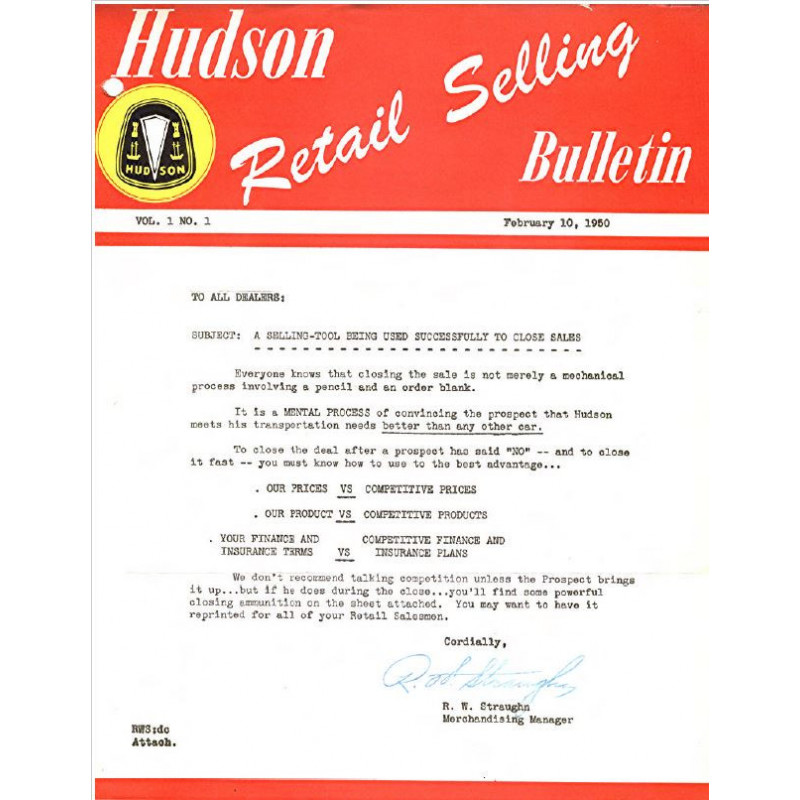 Hudson
Retail Selling
Bulletin
HUDSON
VOL. 1 NO. 1 February 10, 1950
TO ALL DEALERS:
SUBJECT: A SELLING-TOOL BEING USED SUCCESSFULLY TO CLOSE SALES
Everyone knows that closing the sale is not merely a mechanical
process involving a pencil and an order blank.
It is a MENTAL PROCESS of convincing the prospect that Hudson
meets his transportation needs better than any other car.
To close the deal after a prospect has said "NO" -- and to close
it fast -- you must know how to use to the best advantage...
. OUR PRICES VS COMPETITIVE PRICES
. OUR PRODUCT VS COMPETITIVE PRODUCTS
. YOUR FINANCE AND COMPETITIVE FINANCE AND
INSURANCE TERMS VS INSURANCE PLANS
We don't recommend talking competition unless the Prospect brings
it up...but if he does during the close...you'll find some powerful
closing ammunition on the sheet attached. You may want to have it
reprinted for all of your Retail Salesmen.
Cordially,
R. W. Straughn
R. W. Straughn
Merchandising Manager
RWS:dc
Attach.